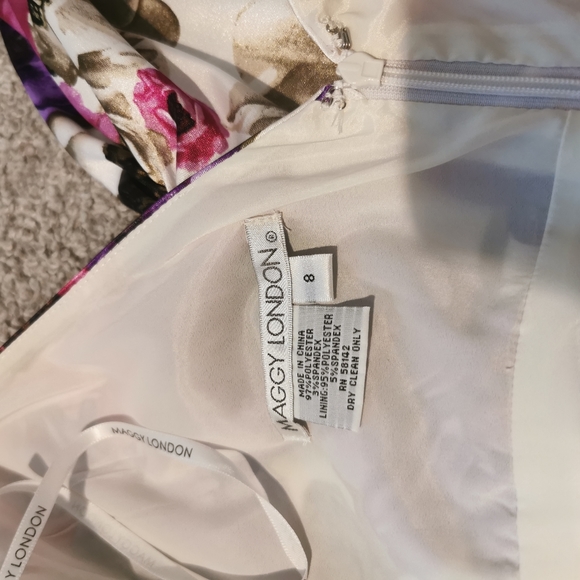 MAGGY LONDON®
8
MADE IN CHINA
97%POLYESTER
3%SPANDEX
LINING:95%POLYESTER
5%SPANDEX
RN 58142
DRY CLEAN ONLY
MAGGY LONDON
Y LONDON